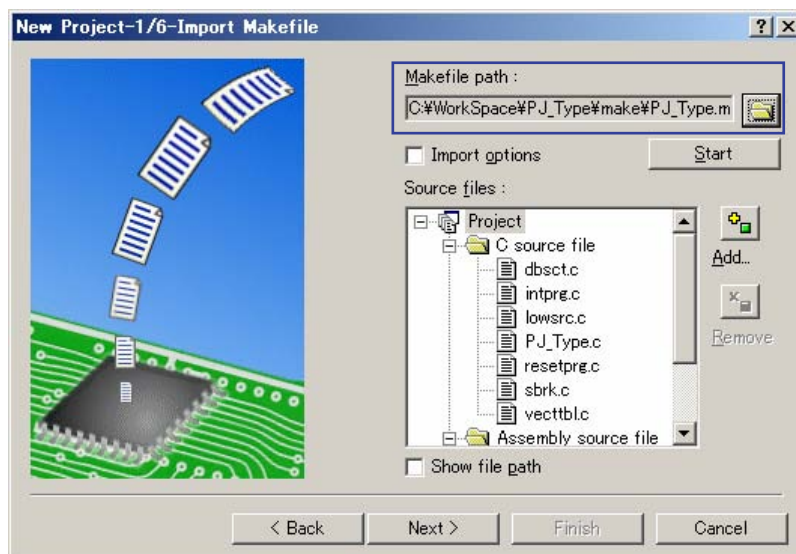 New Project-1/6-Import Makefile
Makefile path :
C:¥WorkSpace¥PJ_Type¥make¥PJ_Type.m
Import options
Start
Source files :
Project
C source file
dbsct.c
intprg.c
lowsrc.c
PJ_Type.c
resetprg.c
sbrk.c
vecttbl.c
Assembly source file
Add...
Remove
Show file path
< Back
Next >
Finish
Cancel